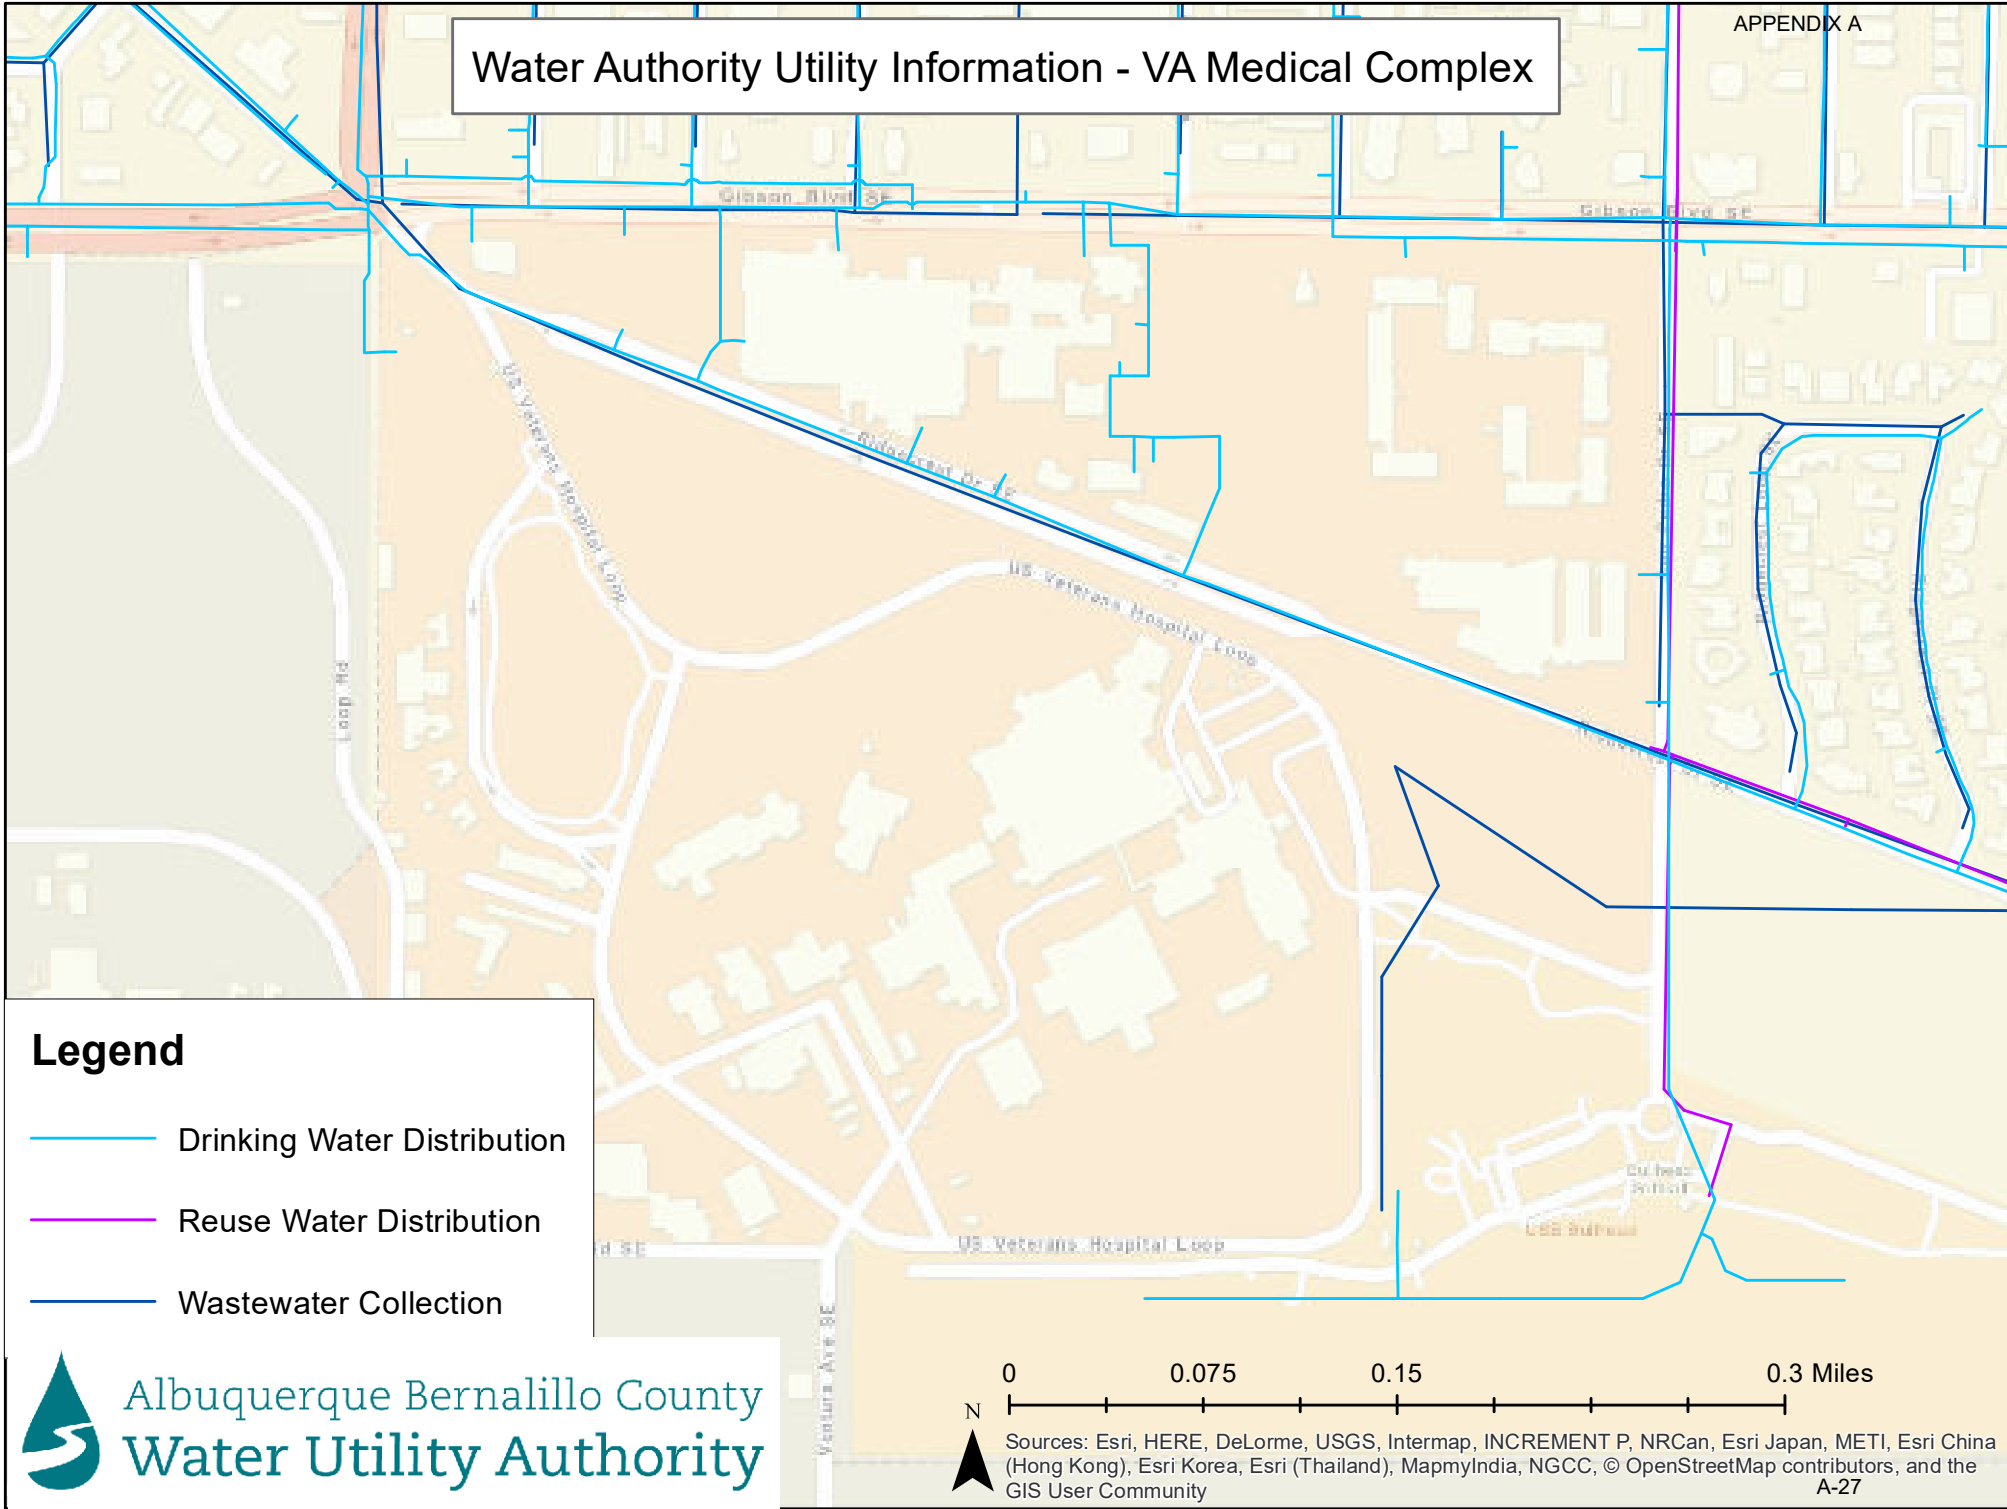 APPENDIX A
Water Authority Utility Information - VA Medical Complex
Gibson Blvd SE
Gibson Blvd SE
US Veterans Hospital Loop
Ridgecrest Dr SE
US Veterans Hospital Loop
Loop Rd
Legend
Drinking Water Distribution
Reuse Water Distribution
Wastewater Collection
rd SE
US Veterans Hospital Loop
Ventura Ave SE
Albuquerque Bernalillo County
Water Utility Authority
0 0.075 0.15 0.3 Miles
N
Sources: Esri, HERE, DeLorme, USGS, Intermap, INCREMENT P, NRCan, Esri Japan, METI, Esri China
(Hong Kong), Esri Korea, Esri (Thailand), MapmyIndia, NGCC, © OpenStreetMap contributors, and the
GIS User Community
A-27